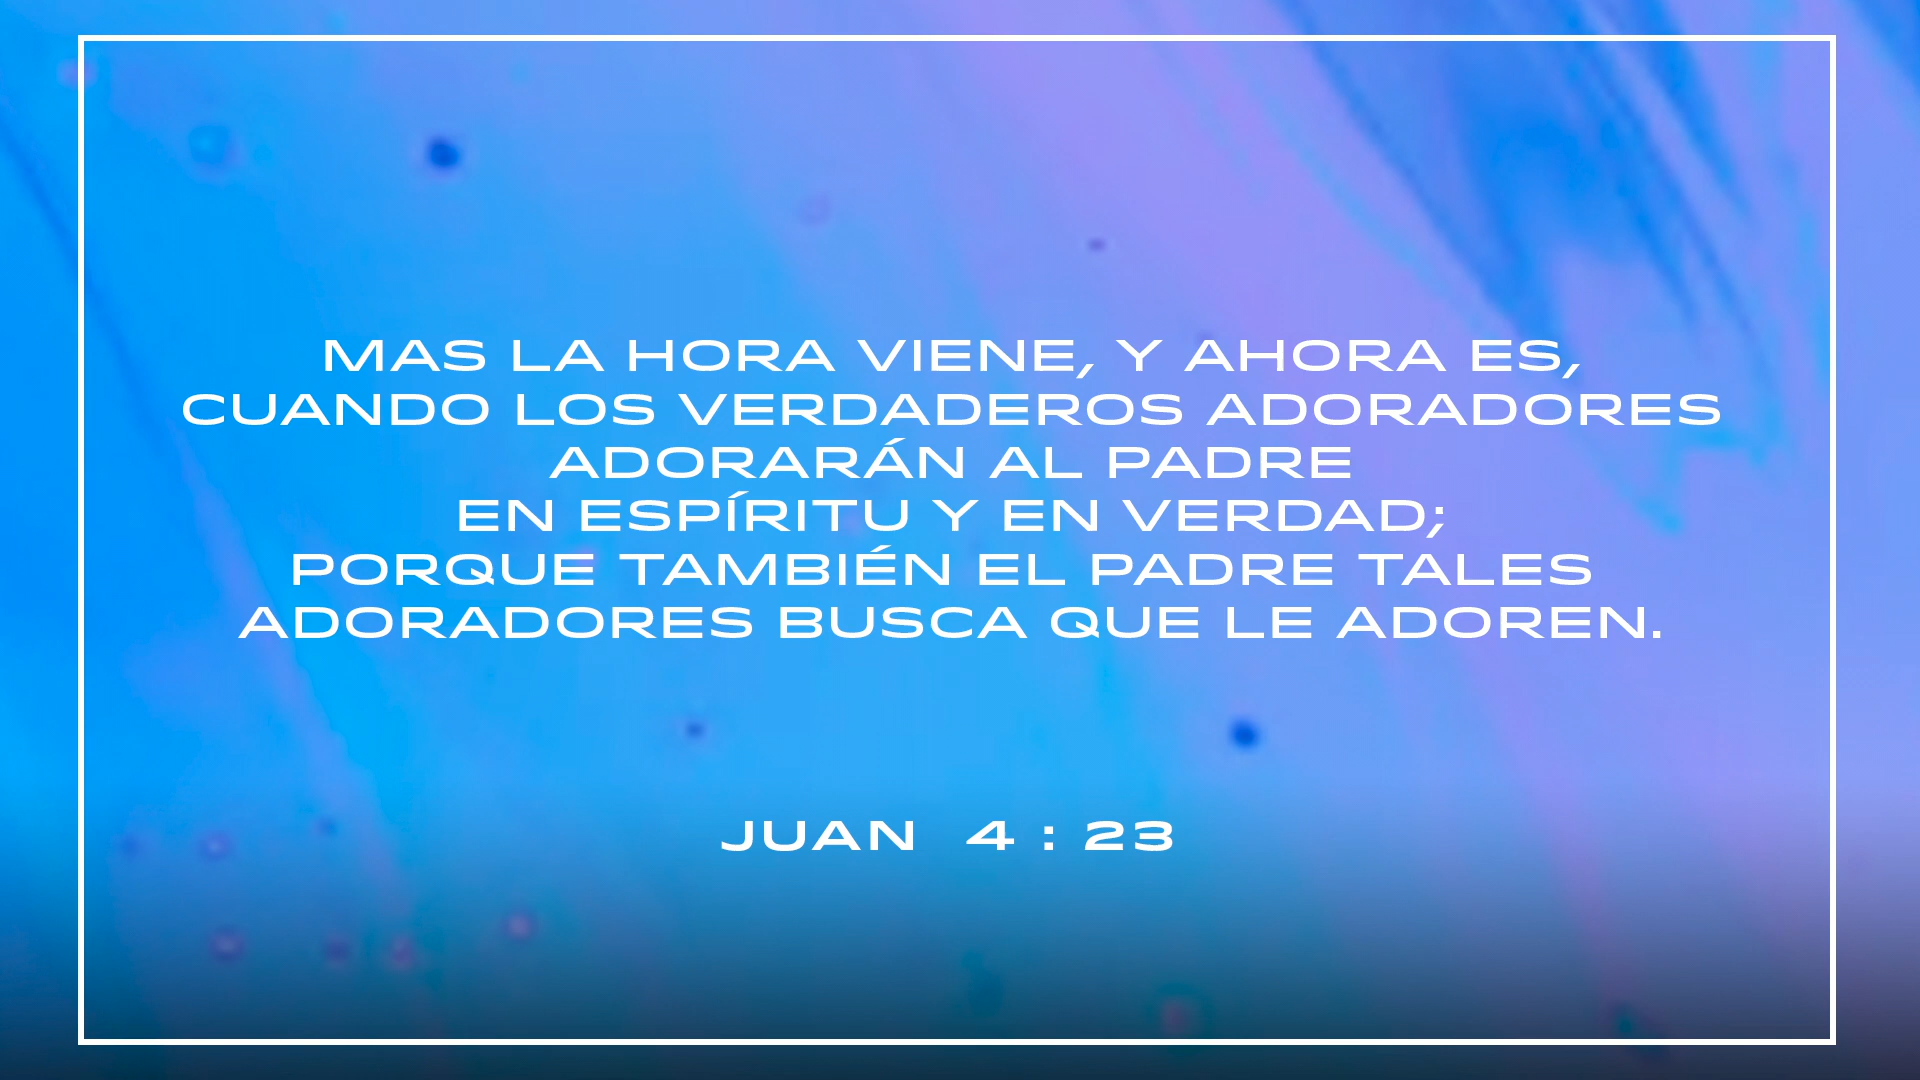 MAS LA HORA VIENE, Y AHORA ES,
CUANDO LOS VERDADEROS ADORADORES
ADORARÁN AL PADRE
EN ESPÍRITU Y EN VERDAD;
PORQUE TAMBIÉN EL PADRE TALES
ADORADORES BUSCA QUE LE ADOREN.
JUAN 4 : 23